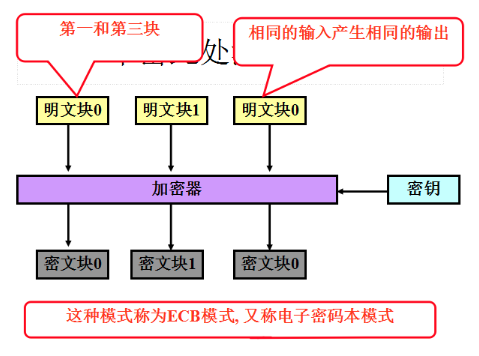 第一和第三块
相同的输入产生相同的输出
处
明文块0
明文块1
明文块0
加密器
密钥
密文块0
密文块1
密文块0
这种模式称为ECB模式, 又称电子密码本模式